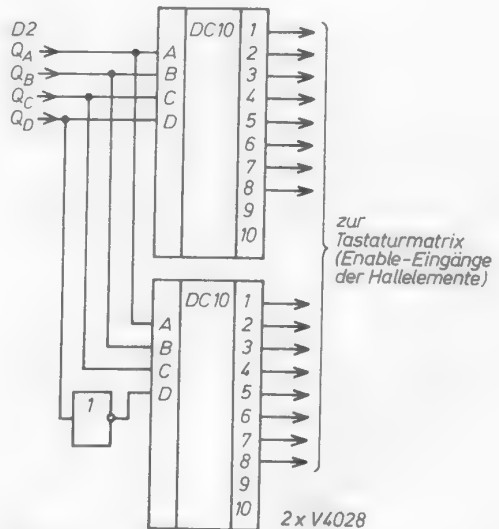 D2
Q_A
Q_B
Q_C
Q_D
A
B
C
D
DC10
1
2
3
4
5
6
7
8
9
10
zur
Tastaturmatrix
(Enable-Eingänge
der Hallelemente)
A
B
C
D
DC10
1
2
3
4
5
6
7
8
9
10
1
2 x V4028